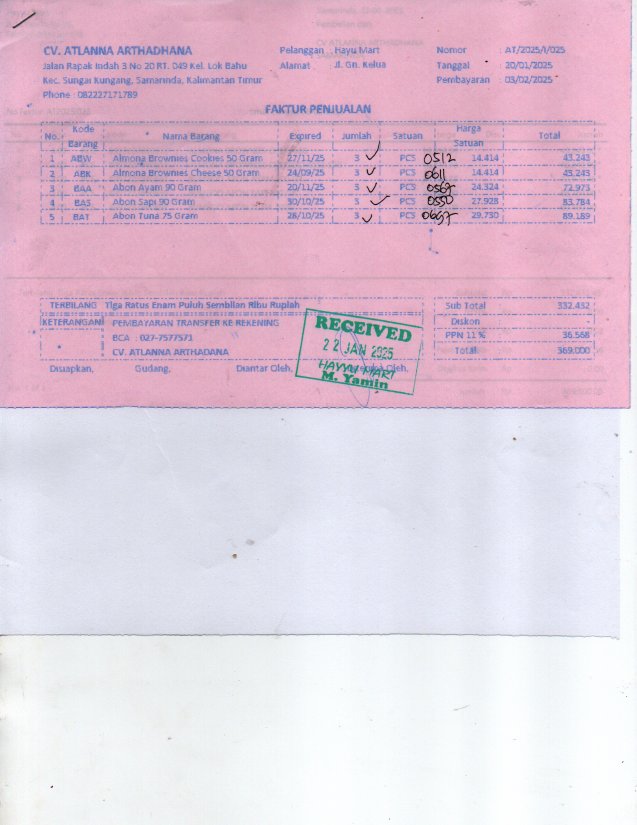 CV. ATLANNA ARTHADHANA
Jalan Rapak Indah 3 No 20 RT. 049 Kel. Lok Bahu
Kec. Sungai Kunjang, Samarinda, Kalimantan Timur
Phone : 082227171789
Pelanggan : Hayu Mart
Alamat : Jl. Gn. Kelua
Nomor : AT/2025/I/025
Tanggal : 20/01/2025
Pembayaran : 03/02/2025
FAKTUR PENJUALAN
No. Kode Barang Nama Barang Expired Jumlah Satuan Harga Satuan Total
1 ABW Almona Brownies Cookies 50 Gram 27/11/25 3 PCS 0512 14.414 43.243
2 ABK Almona Brownies Cheese 50 Gram 24/09/25 3 PCS 0611 14.414 43.243
3 BAA Abon Ayam 90 Gram 20/11/25 3 PCS 24.324 72.973
4 BAS Abon Sapi 90 Gram 30/10/25 3 PCS 0550 27.928 83.784
5 BAT Abon Tuna 75 Gram 28/10/25 3 PCS 29.730 89.189
TERBILANG Tiga Ratus Enam Puluh Sembilan Ribu Rupiah
KETERANGAN PEMBAYARAN TRANSFER KE REKENING
BCA : 027-7577571
CV. ATLANNA ARTHADANA
Sub Total 332.432
Diskon
PPN 11 % 36.568
Total 369.000
Disiapkan, Gudang, Diantar Oleh, Oleh,
RECEIVED
22 JAN 2025
HAYYU MART
M. Yamin